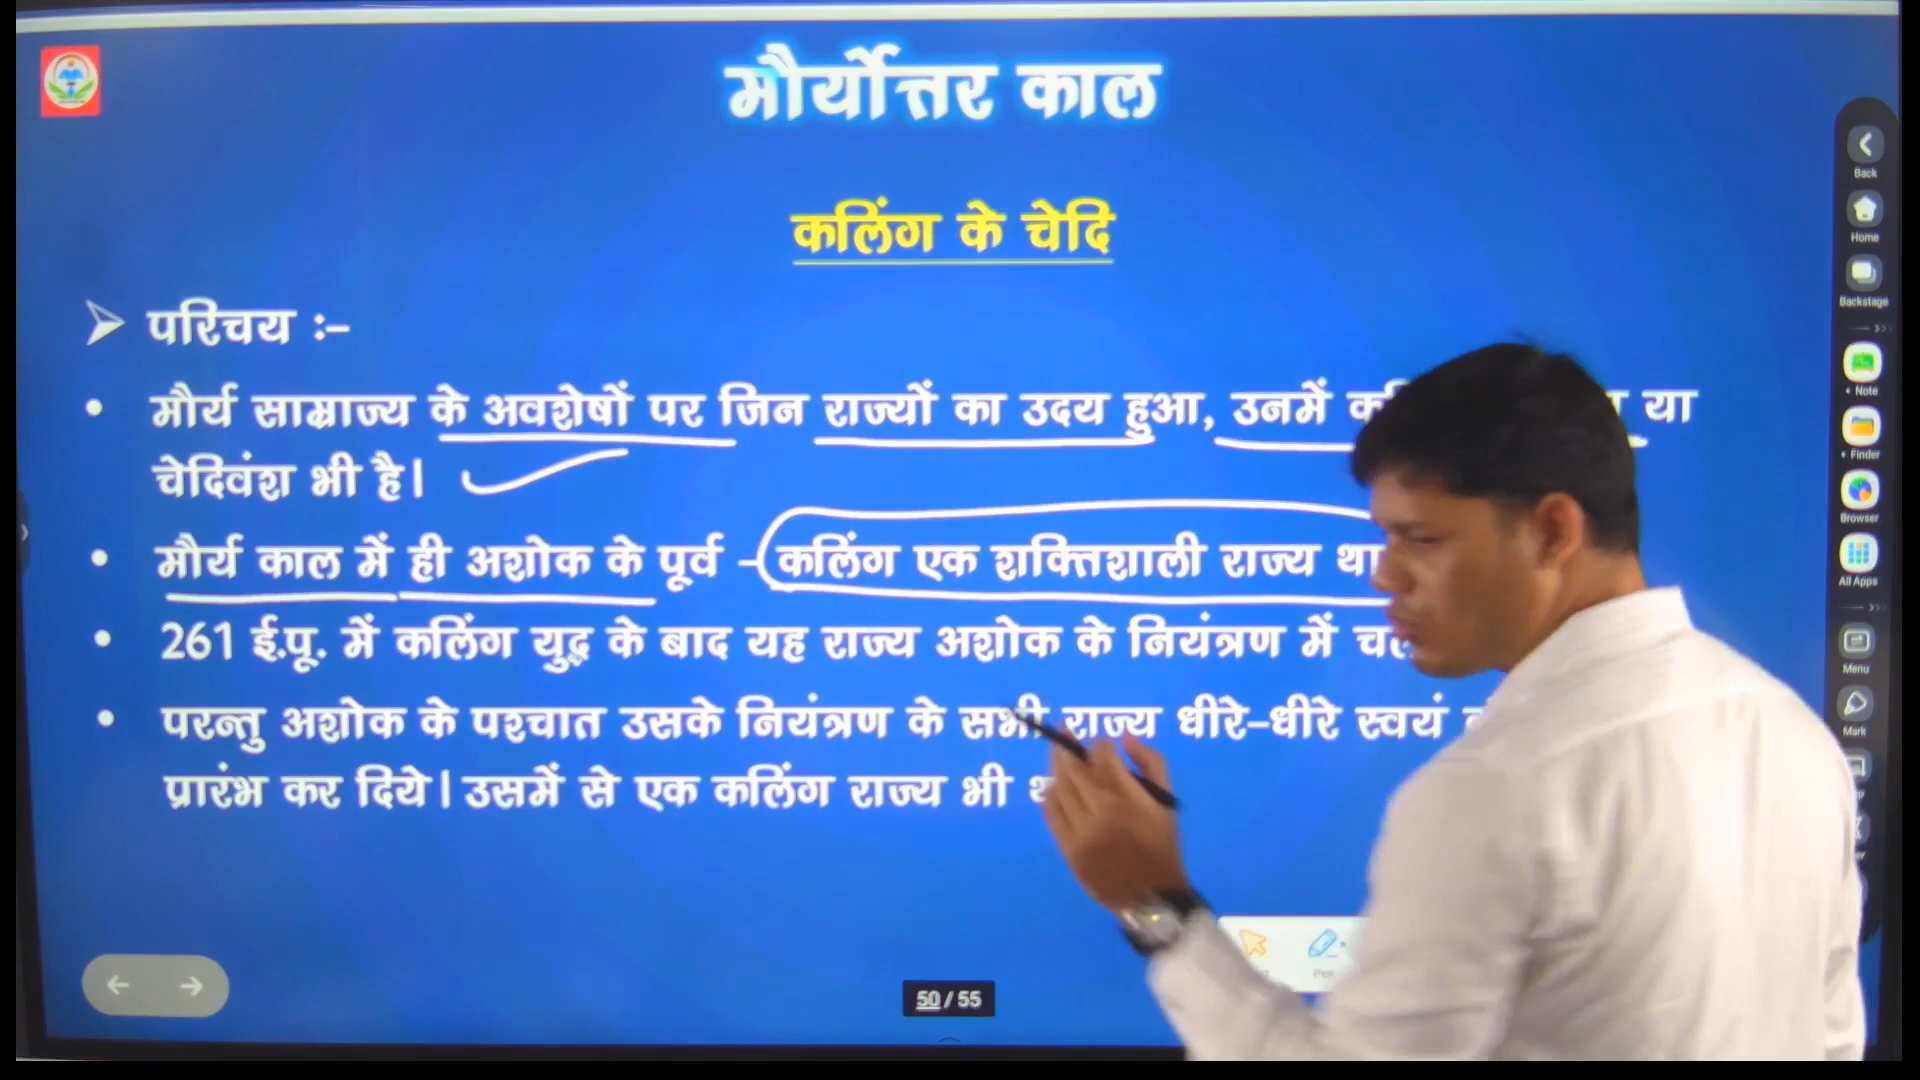 मौर्योत्तर काल
कलिंग के चेदि
परिचय :-
मौर्य साम्राज्य के अवशेषों पर जिन राज्यों का उदय हुआ, उनमें या
चेदिवंश भी है।
मौर्य काल में ही अशोक के पूर्व - कलिंग एक शक्तिशाली राज्य था
261 ई.पू. में कलिंग युद्ध के बाद यह राज्य अशोक के नियंत्रण में
परन्तु अशोक के पश्चात उसके नियंत्रण के सभी राज्य धीरे-धीरे स्वयं
प्रारंभ कर दिये। उसमें से एक कलिंग राज्य भी
50 / 55
Back
Home
Backstage
Note
Finder
Browser
All Apps
Menu
Mark
Pen